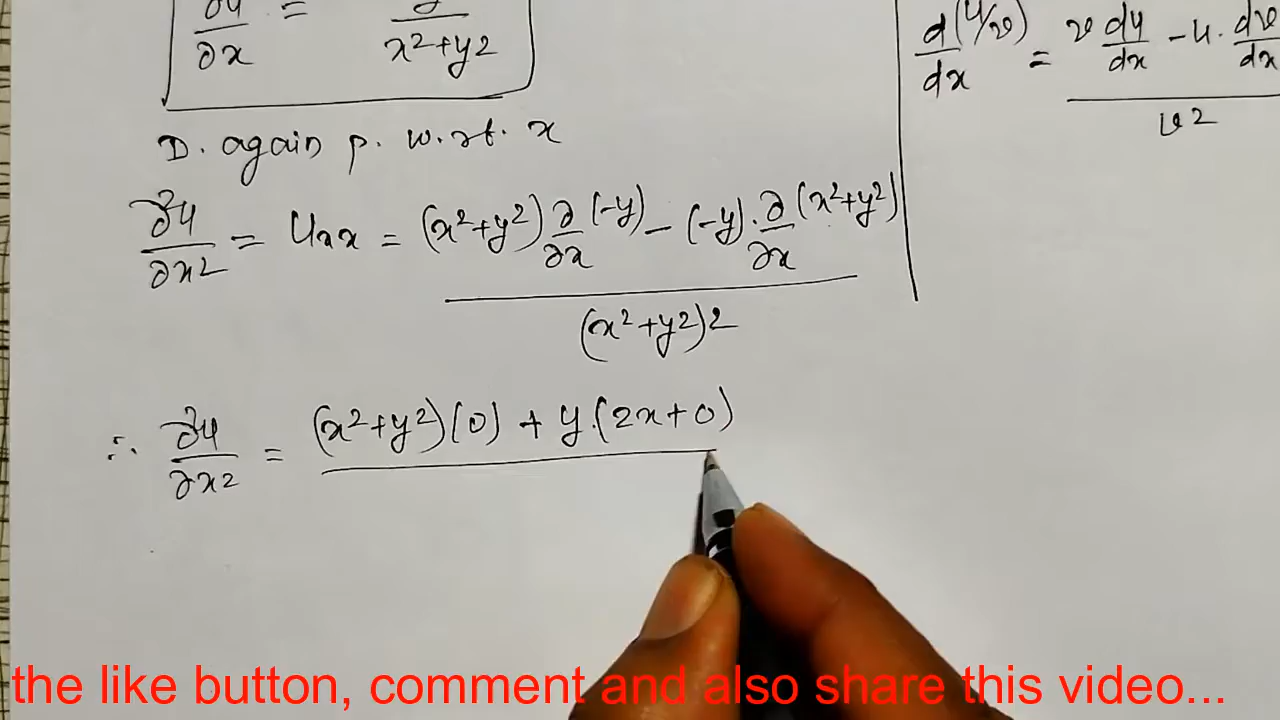 ∂u/∂x = /(x²+y²)
d(u/v)/dx = (v du/dx - u. dv/dx)/v²
D. again p. w.r.t. x
∂²u/∂x² = uxx = ((x²+y²) ∂/∂x (-y) - (-y). ∂/∂x (x²+y²))/(x²+y²)²
∴ ∂²u/∂x² = (x²+y²)(0) + y.(2x+0)
the like button, comment and also share this video...